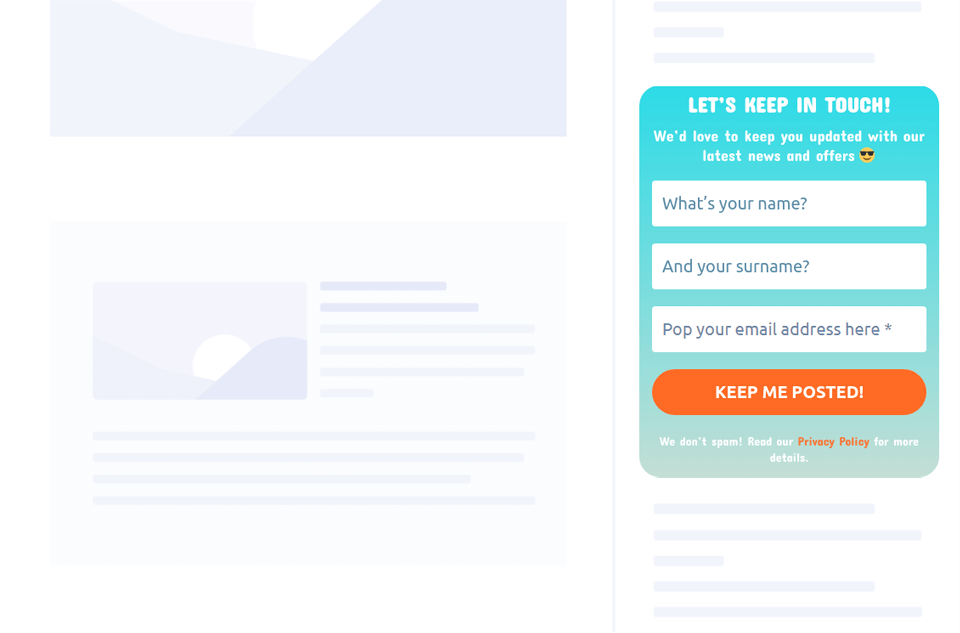 LET'S KEEP IN TOUCH!
We'd love to keep you updated with our
latest news and offers 😎
What's your name?
And your surname?
Pop your email address here *
KEEP ME POSTED!
We don't spam! Read our Privacy Policy for more
details.